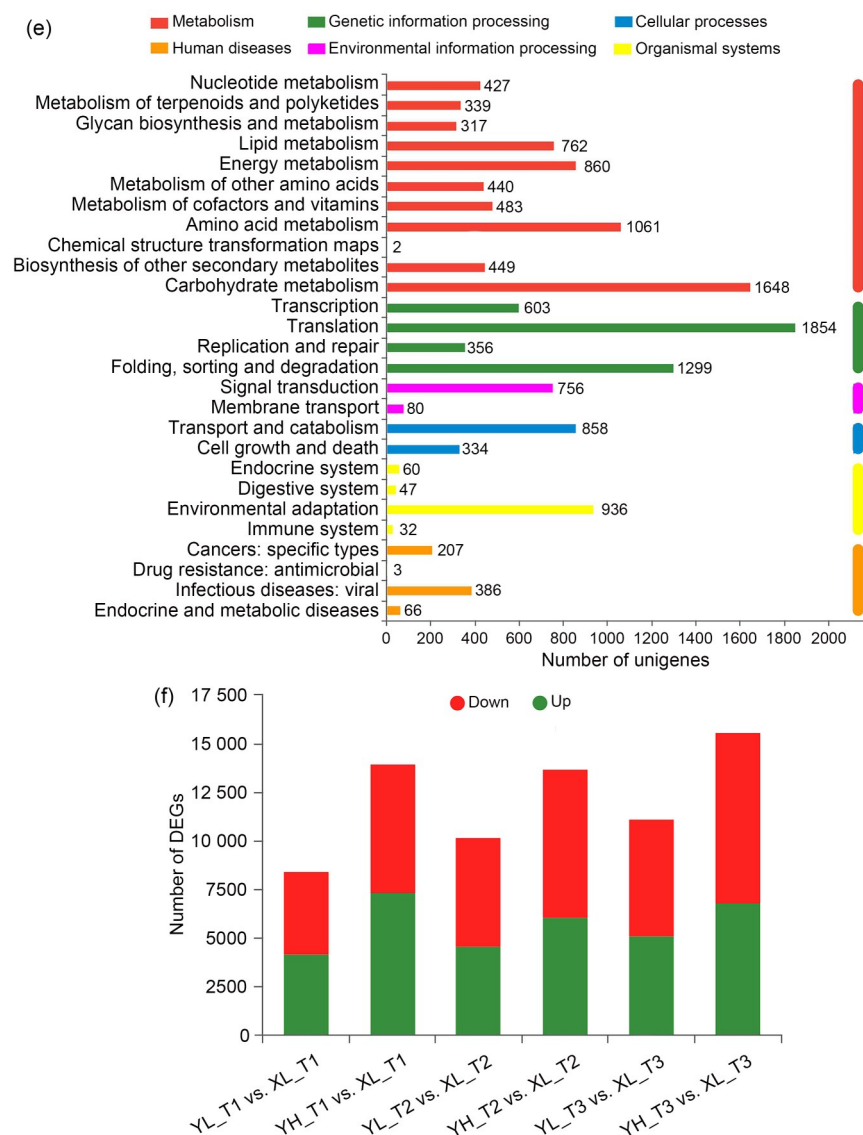 (e)
Metabolism Genetic information processing Cellular processes
Human diseases Environmental information processing Organismal systems
Nucleotide metabolism 427
Metabolism of terpenoids and polyketides 339
Glycan biosynthesis and metabolism 317
Lipid metabolism 762
Energy metabolism 860
Metabolism of other amino acids 440
Metabolism of cofactors and vitamins 483
Amino acid metabolism 1061
Chemical structure transformation maps 2
Biosynthesis of other secondary metabolites 449
Carbohydrate metabolism 1648
Transcription 603
Translation 1854
Replication and repair 356
Folding, sorting and degradation 1299
Signal transduction 756
Membrane transport 80
Transport and catabolism 858
Cell growth and death 334
Endocrine system 60
Digestive system 47
Environmental adaptation 936
Immune system 32
Cancers: specific types 207
Drug resistance: antimicrobial 3
Infectious diseases: viral 386
Endocrine and metabolic diseases 66
0 200 400 600 800 1000 1200 1400 1600 1800 2000
Number of unigenes
(f)
Down Up
Number of DEGs
17 500
15 000
12 500
10 000
7500
5000
2500
0
YL_T1 vs. XL_T1
YH_T1 vs. XL_T1
YL_T2 vs. XL_T2
YH_T2 vs. XL_T2
YL_T3 vs. XL_T3
YH_T3 vs. XL_T3